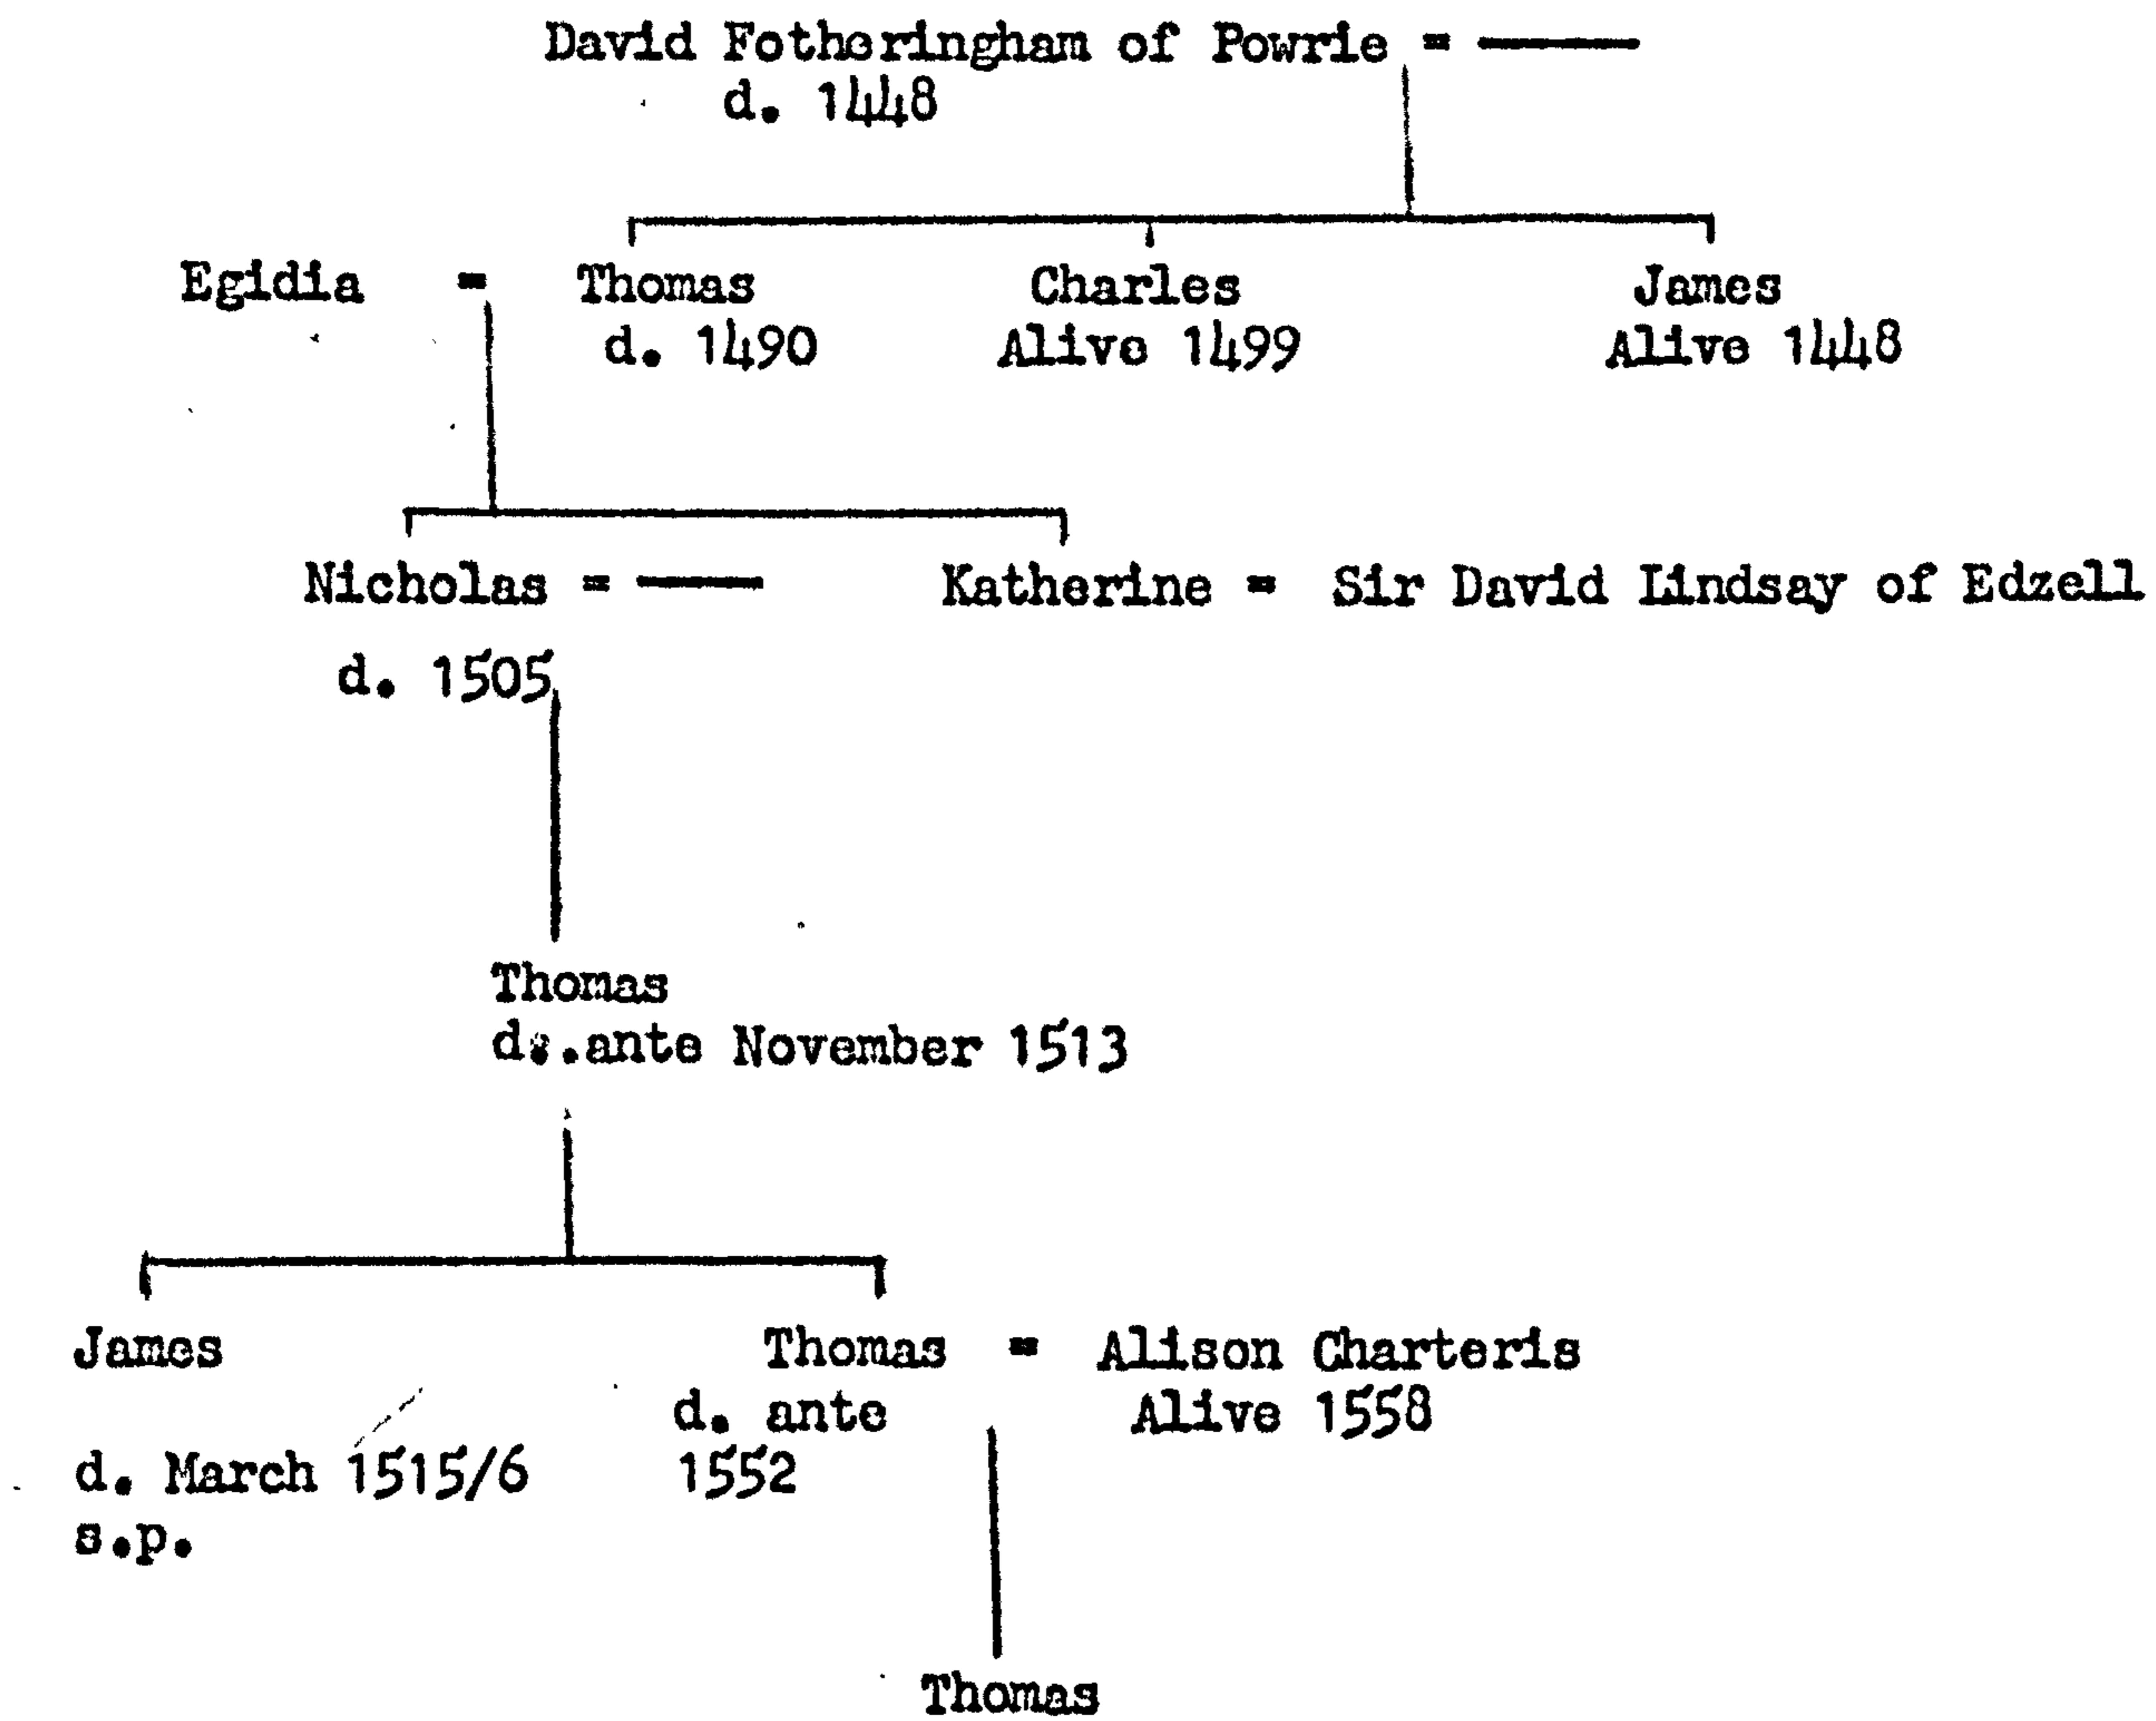 David Fotheringham of Powrie =
d. 1448
Egidia = Thomas Charles James
d. 1490 Alive 1499 Alive 1448
Nicholas = Katherine = Sir David Lindsay of Edzell
d. 1505
Thomas
d. ante November 1513
James Thomas = Alison Charteris
d. ante Alive 1558
d. March 1515/6 1552
s.p.
Thomas